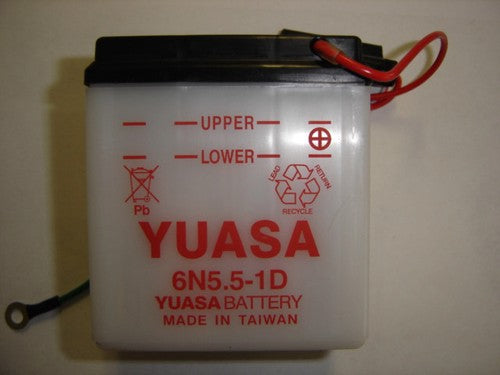 UPPER
LOWER
Pb
LEAD RETURN
RECYCLE
YUASA
6N5.5-1D
YUASA BATTERY
MADE IN TAIWAN